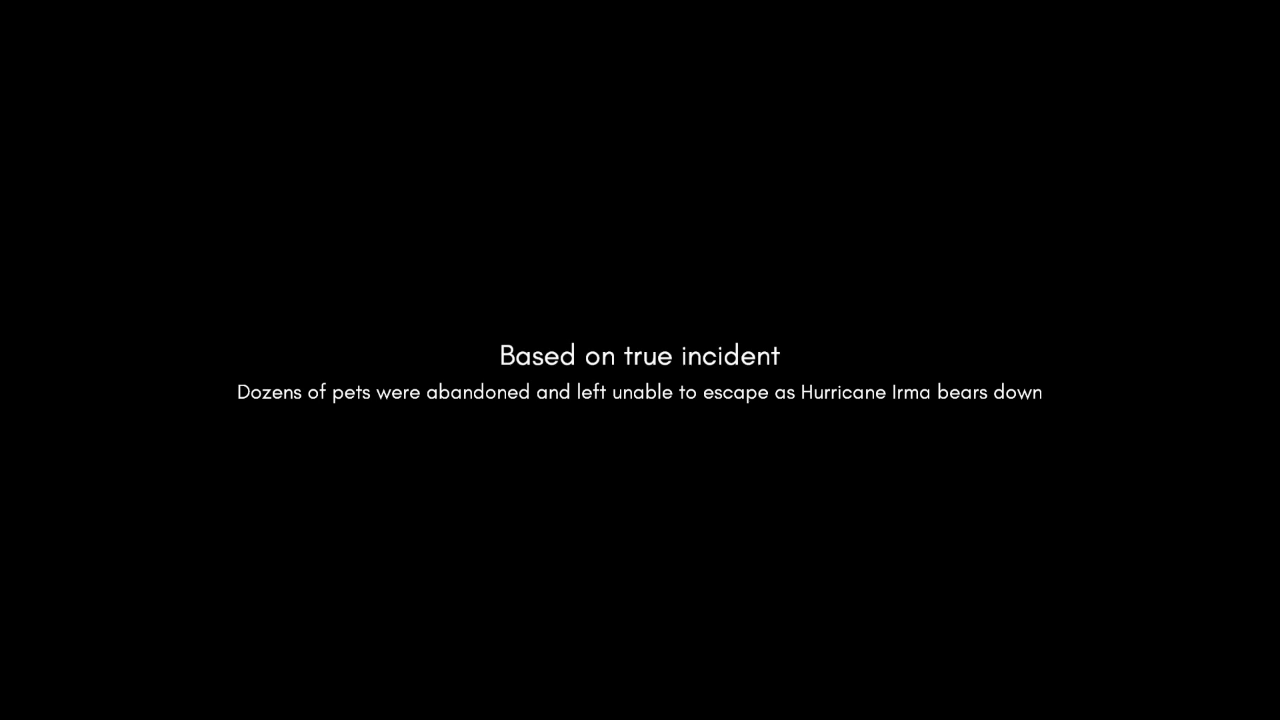 Based on true incident
Dozens of pets were abandoned and left unable to escape as Hurricane Irma bears down